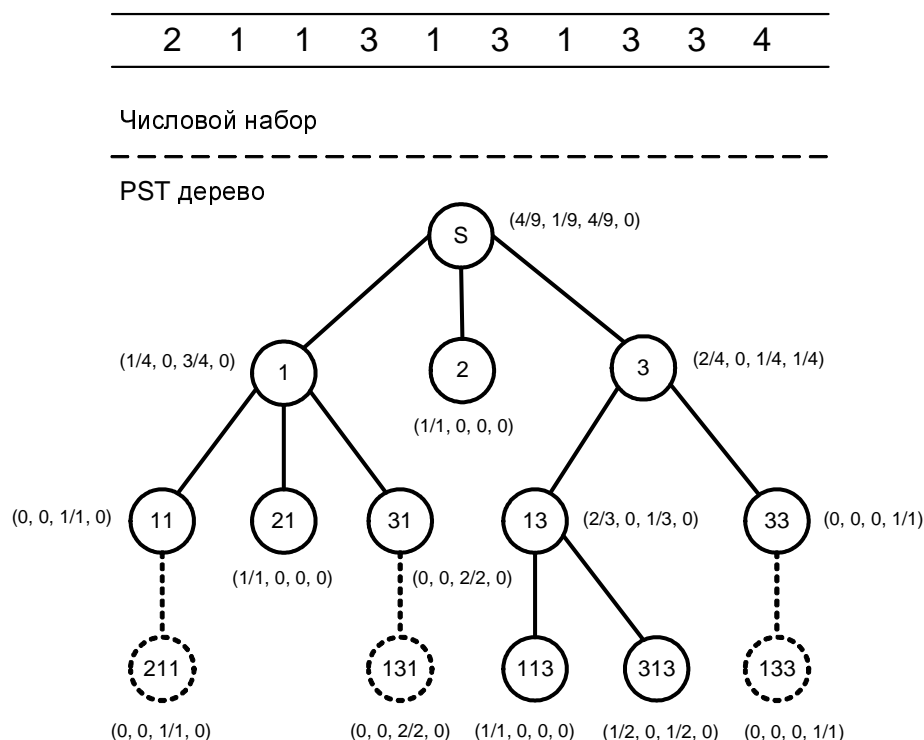 2 1 1 3 1 3 1 3 3 4
Числовой набор
PST дерево
S (4/9, 1/9, 4/9, 0)
(1/4, 0, 3/4, 0) 1 2 3 (2/4, 0, 1/4, 1/4)
(1/1, 0, 0, 0)
(0, 0, 1/1, 0) 11 21 31 13 (2/3, 0, 1/3, 0) 33 (0, 0, 0, 1/1)
(1/1, 0, 0, 0) (0, 0, 2/2, 0)
211 131 113 313 133
(0, 0, 1/1, 0) (0, 0, 2/2, 0) (1/1, 0, 0, 0) (1/2, 0, 1/2, 0) (0, 0, 0, 1/1)